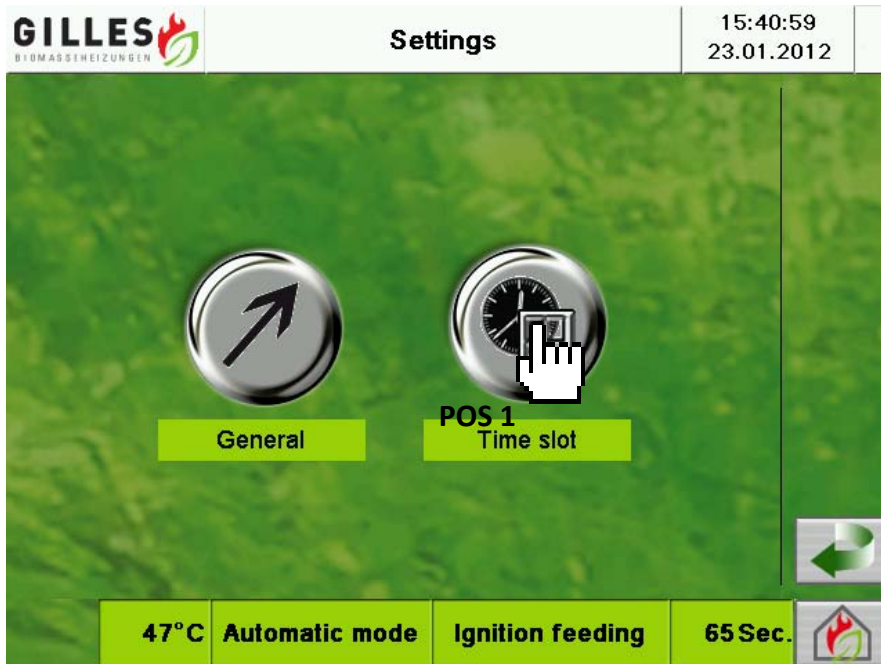 GILLES
BIOMASSEHEIZUNGEN
Settings
15:40:59
23.01.2012
POS 1
General
Time slot
47°C
Automatic mode
Ignition feeding
65 Sec.